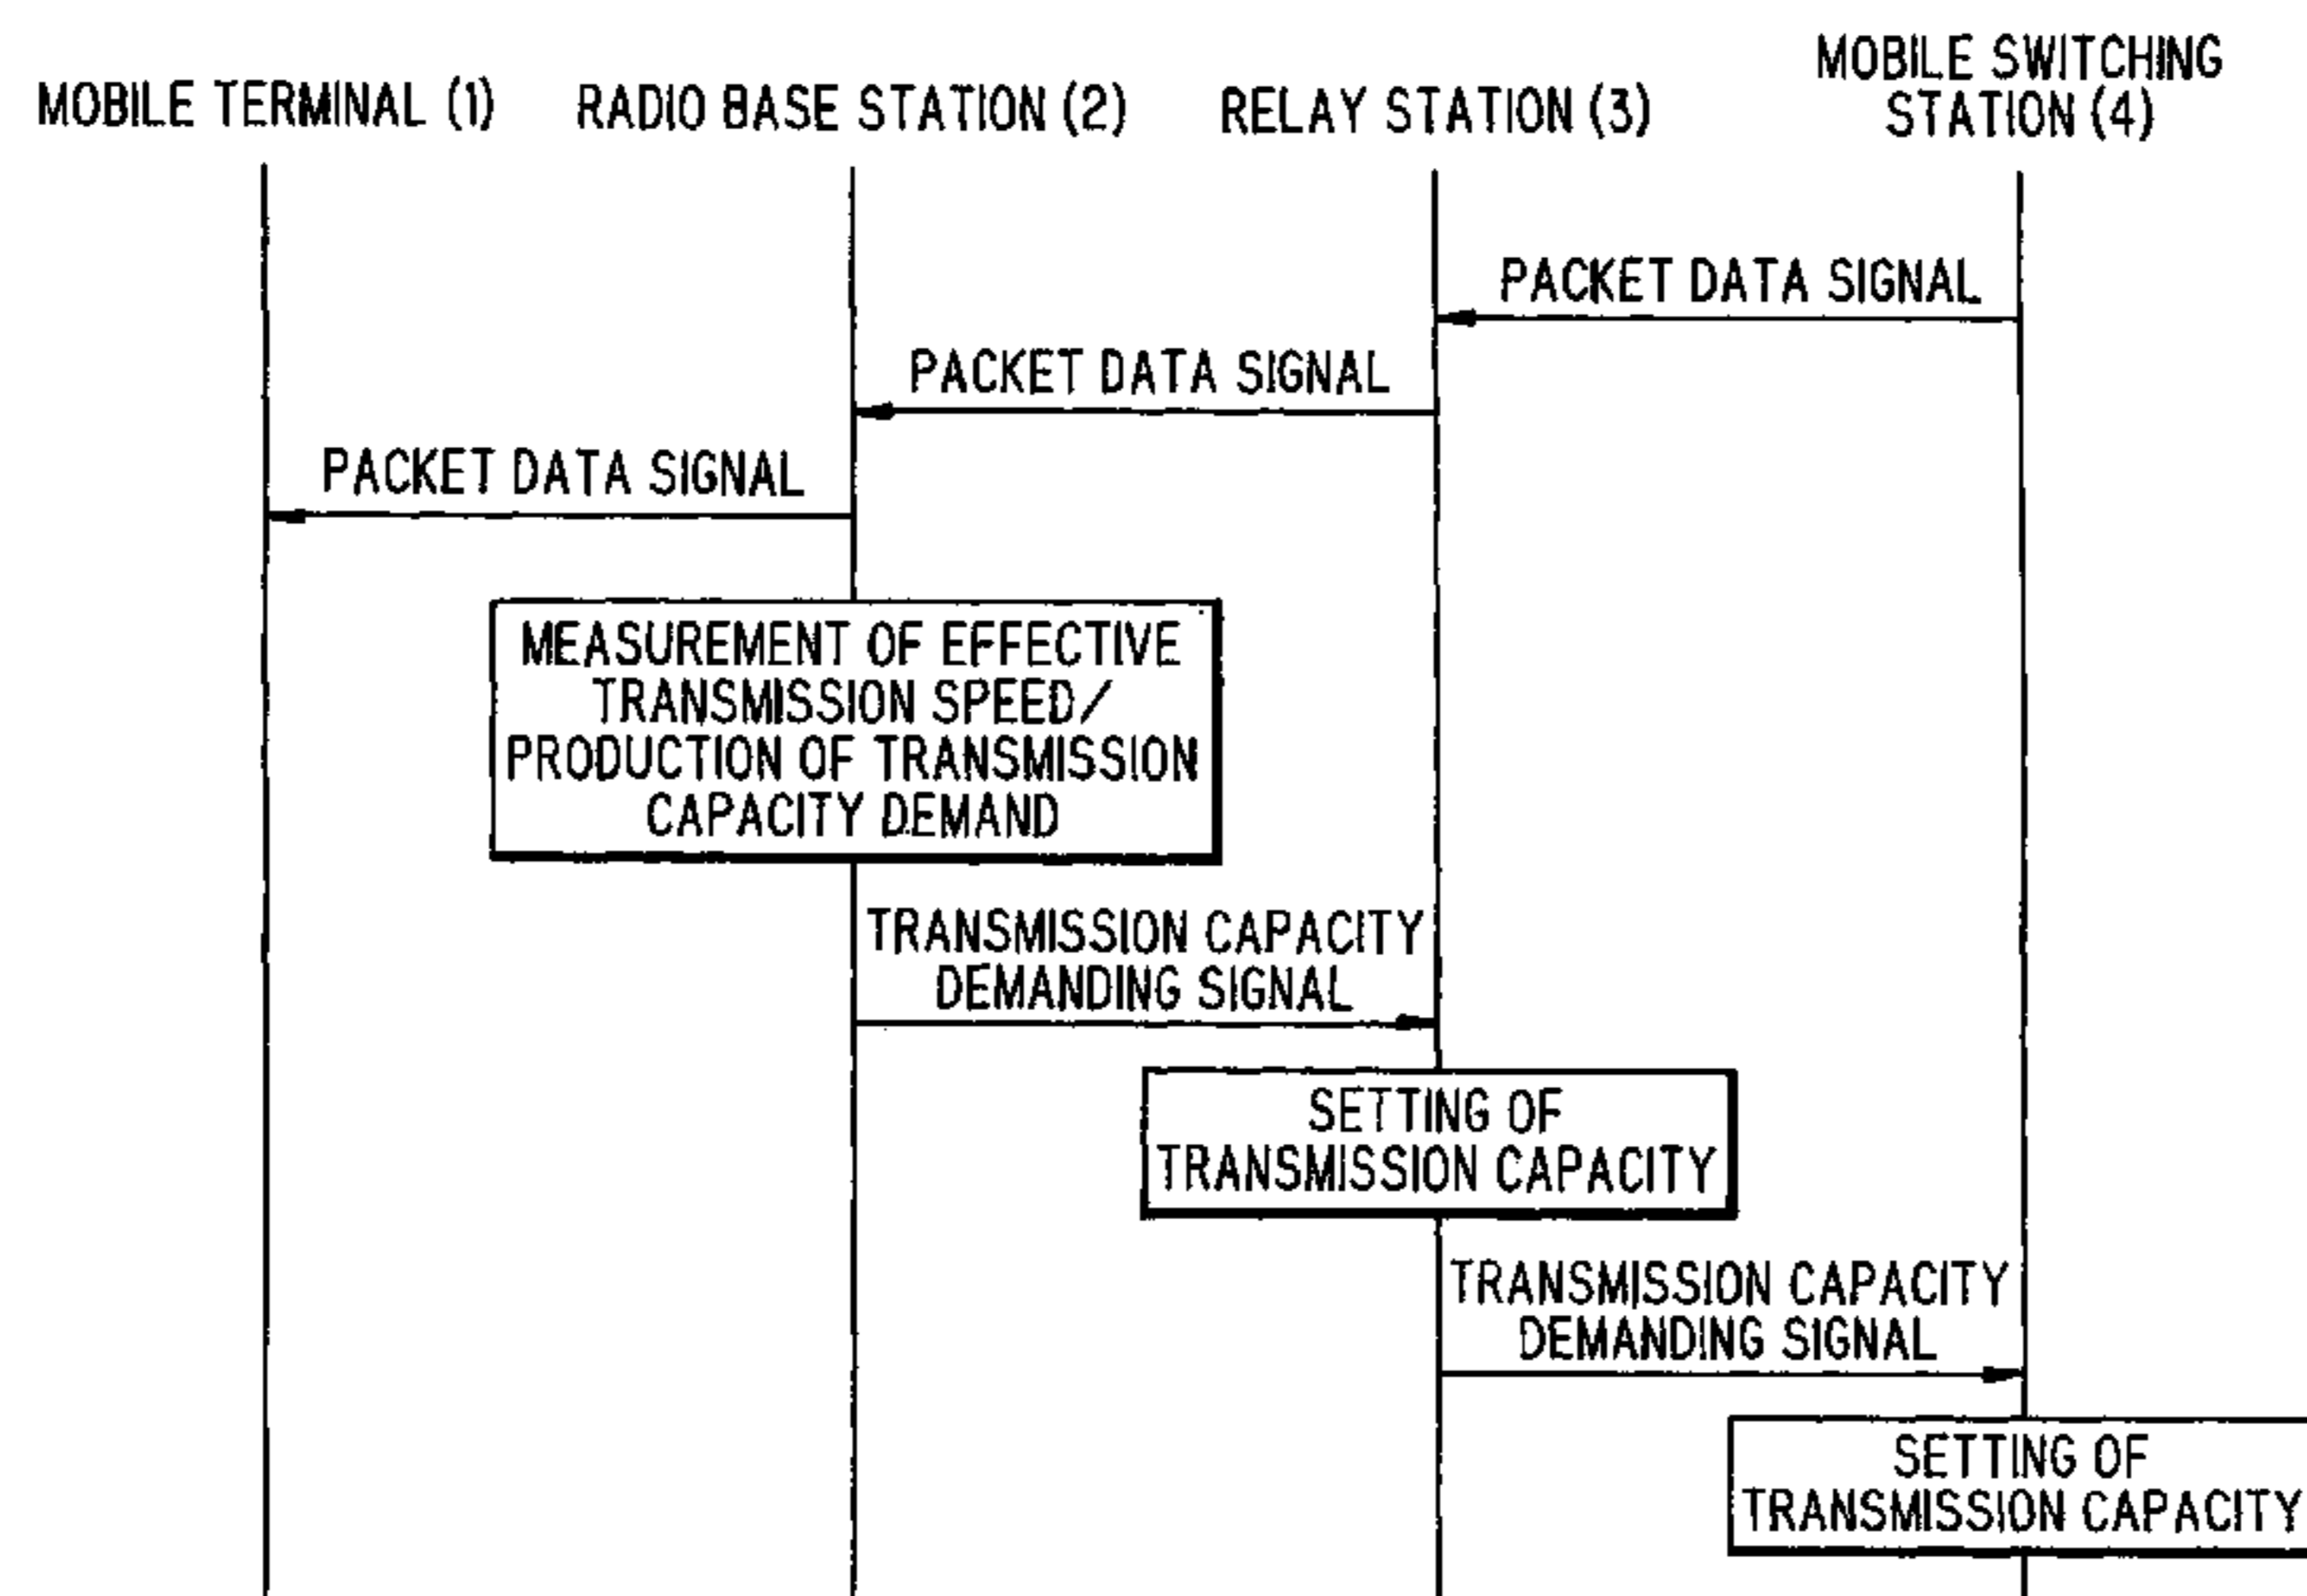 MOBILE TERMINAL (1)
RADIO BASE STATION (2)
RELAY STATION (3)
MOBILE SWITCHING
STATION (4)
PACKET DATA SIGNAL
PACKET DATA SIGNAL
PACKET DATA SIGNAL
MEASUREMENT OF EFFECTIVE
TRANSMISSION SPEED/
PRODUCTION OF TRANSMISSION
CAPACITY DEMAND
TRANSMISSION CAPACITY
DEMANDING SIGNAL
SETTING OF
TRANSMISSION CAPACITY
TRANSMISSION CAPACITY
DEMANDING SIGNAL
SETTING OF
TRANSMISSION CAPACITY